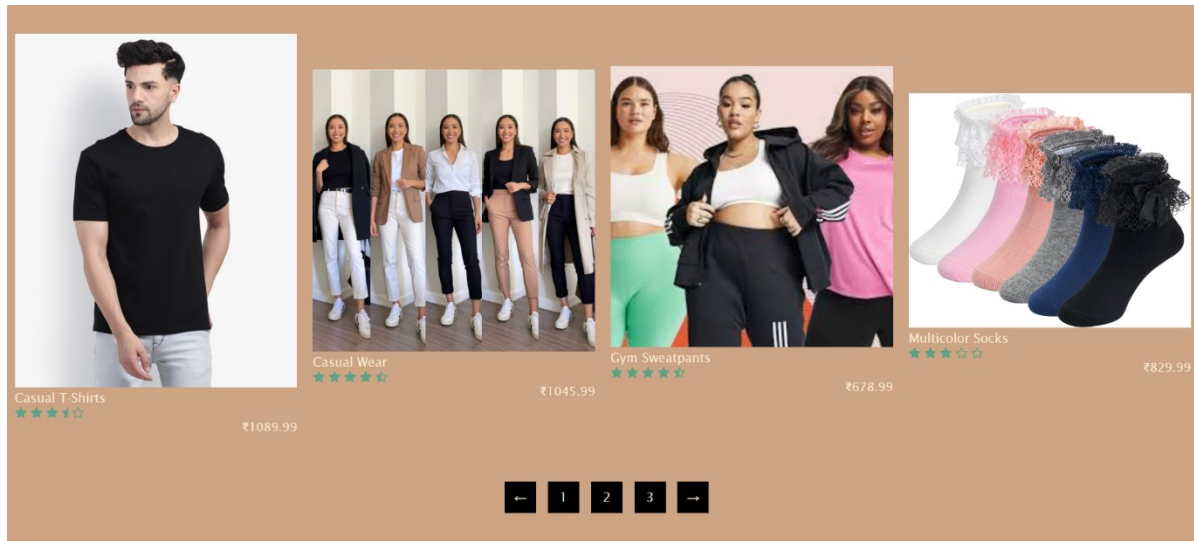 Casual T-Shirts
₹1089.99
Casual Wear
₹1045.99
Gym Sweatpants
₹678.99
Multicolor Socks
₹829.99
← 1 2 3 →